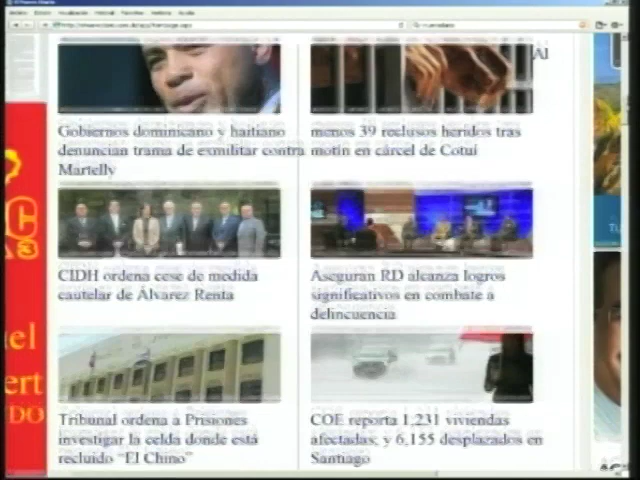 Gobiernos dominicano y haitiano
denuncian trama de exmilitar contra
Martelly
Al
menos 39 reclusos heridos tras
motín en cárcel de Cotuí
CIDH ordena cese de medida
cautelar de Álvarez Renta
Aseguran RD alcanza logros
significativos en combate a
delincuencia
Tribunal ordena a Prisiones
investigar la celda donde está
recluido "El Chino"
COE reporta 1,231 viviendas
afectadas; y 6,155 desplazados en
Santiago